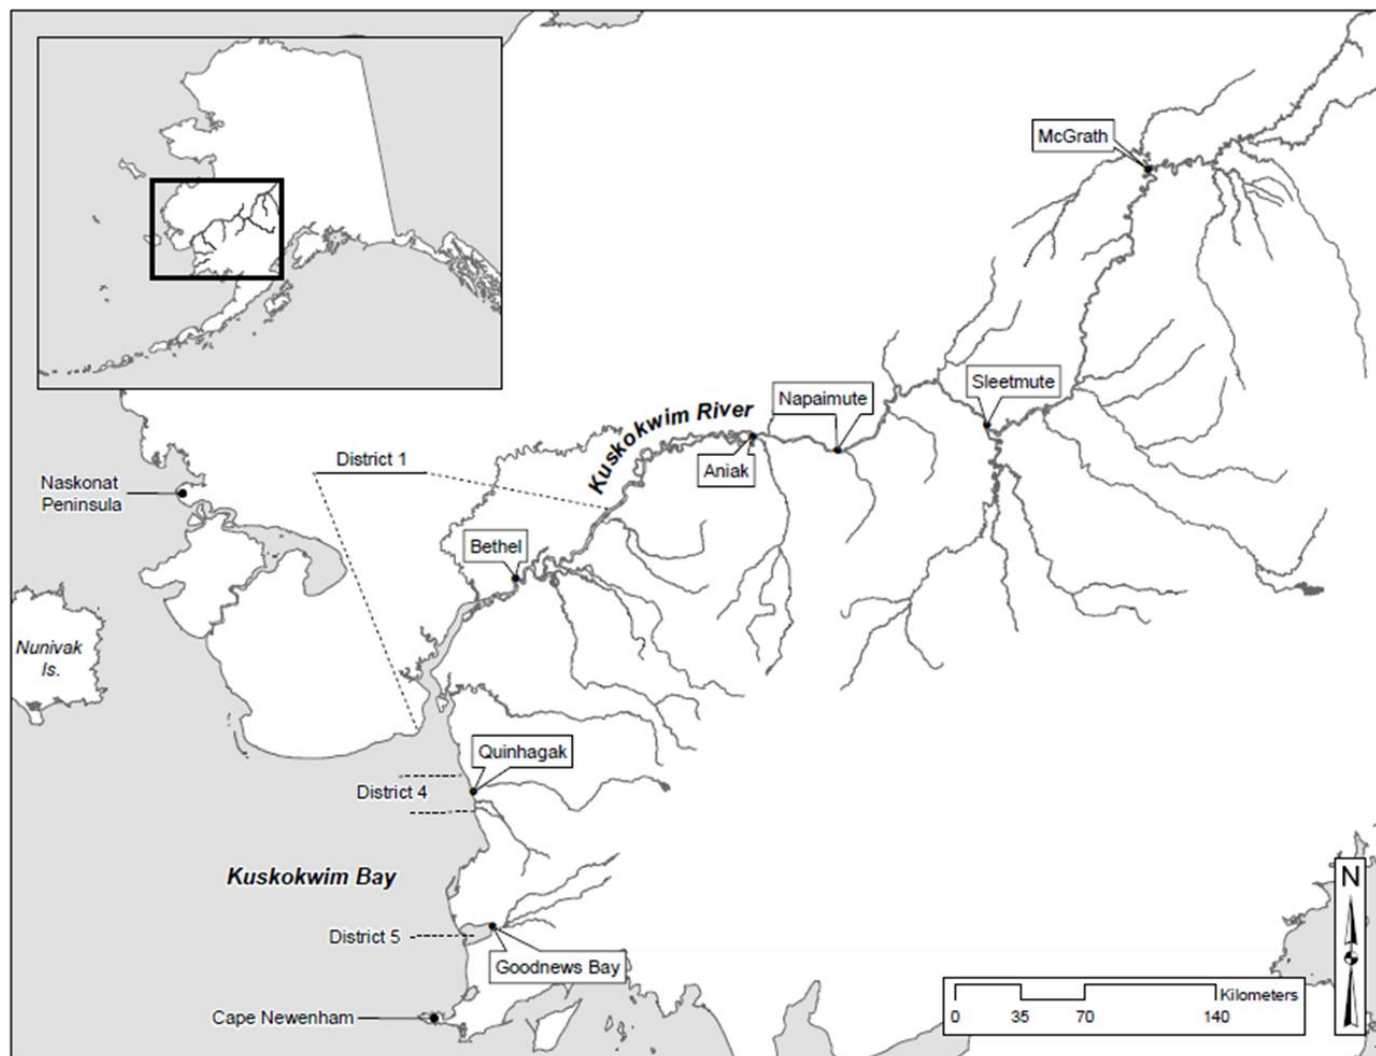 McGrath
Sleetmute
Napaimute
Kuskokwim River
Aniak
District 1
Naskonat
Peninsula
Bethel
Nunivak
Is.
Quinhagak
District 4
Kuskokwim Bay
District 5
Goodnews Bay
Cape Newenham
N
Kilometers
0 35 70 140